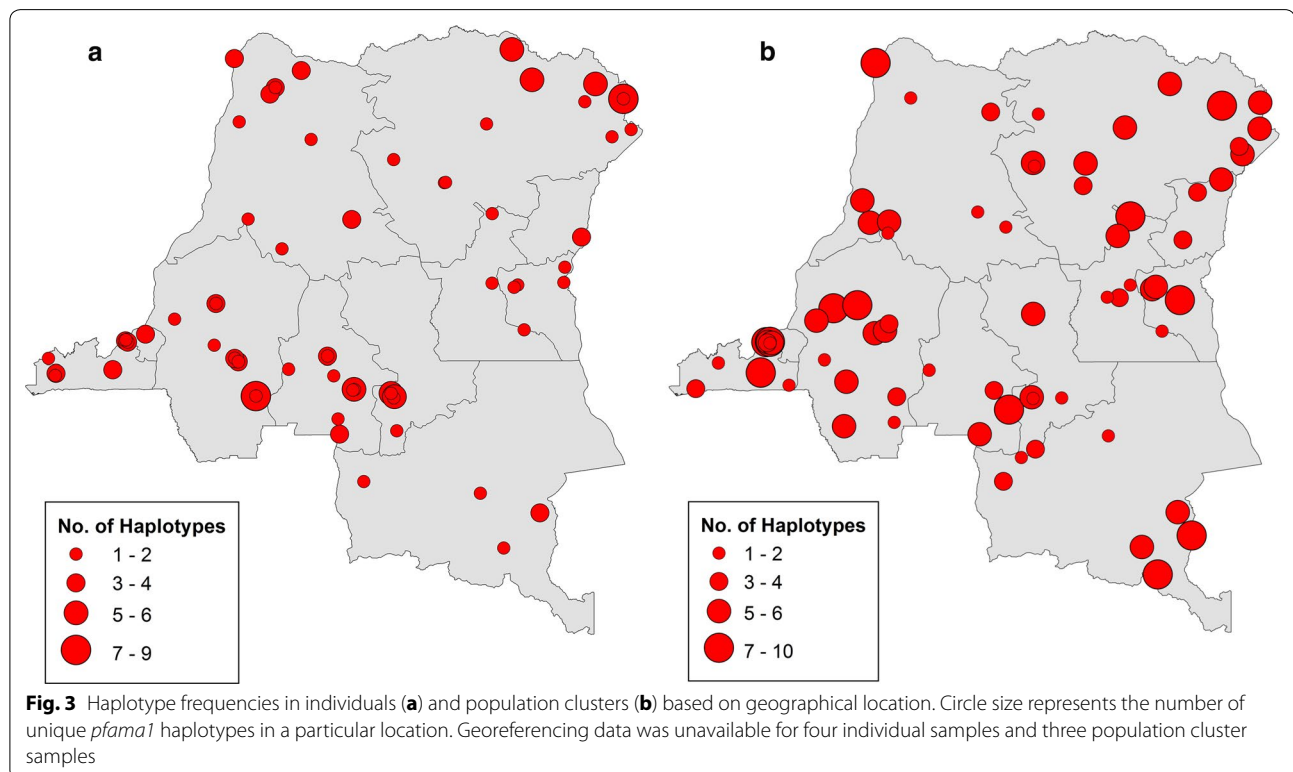 a
b
No. of Haplotypes
1 - 2
3 - 4
5 - 6
7 - 9
No. of Haplotypes
1 - 2
3 - 4
5 - 6
7 - 10
Fig. 3 Haplotype frequencies in individuals (a) and population clusters (b) based on geographical location. Circle size represents the number of
unique pfama1 haplotypes in a particular location. Georeferencing data was unavailable for four individual samples and three population cluster
samples